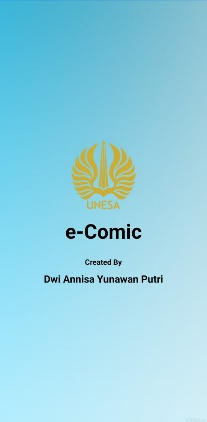 UNESA
e-Comic
Created By
Dwi Annisa Yunawan Putri